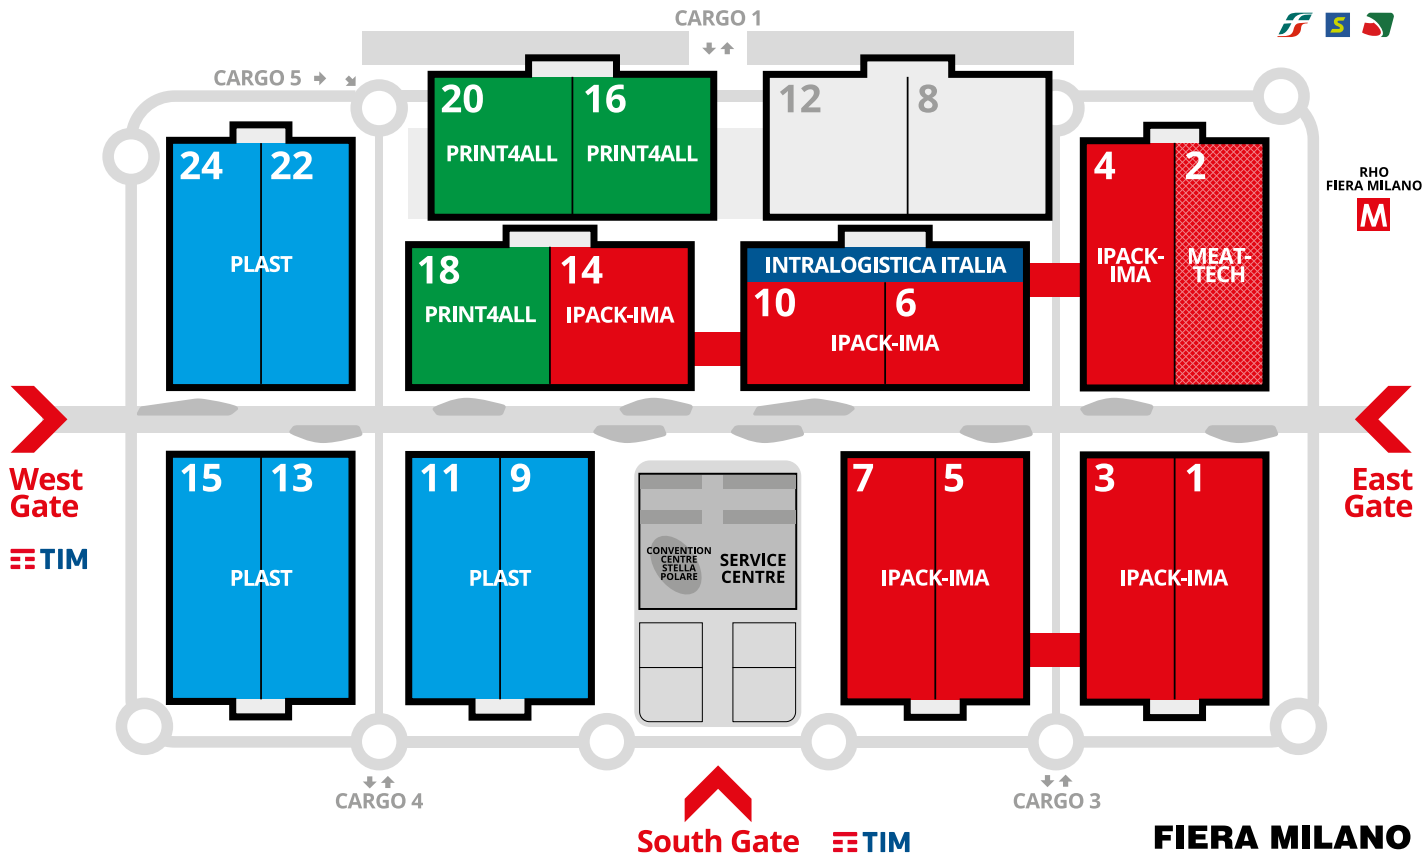 CARGO 1
CARGO 5
S
20
16
PRINT4ALL
PRINT4ALL
12
8
24
22
PLAST
4
2
IPACK-
IMA
MEAT-
TECH
RHO
FIERA MILANO
M
18
14
PRINT4ALL
IPACK-IMA
INTRALOGISTICA ITALIA
10
6
IPACK-IMA
West
Gate
TIM
East
Gate
15
13
PLAST
11
9
PLAST
CONVENTION
CENTRE
STELLA
POLARE
SERVICE
CENTRE
7
5
IPACK-IMA
3
1
IPACK-IMA
CARGO 4
CARGO 3
South Gate
TIM
FIERA MILANO